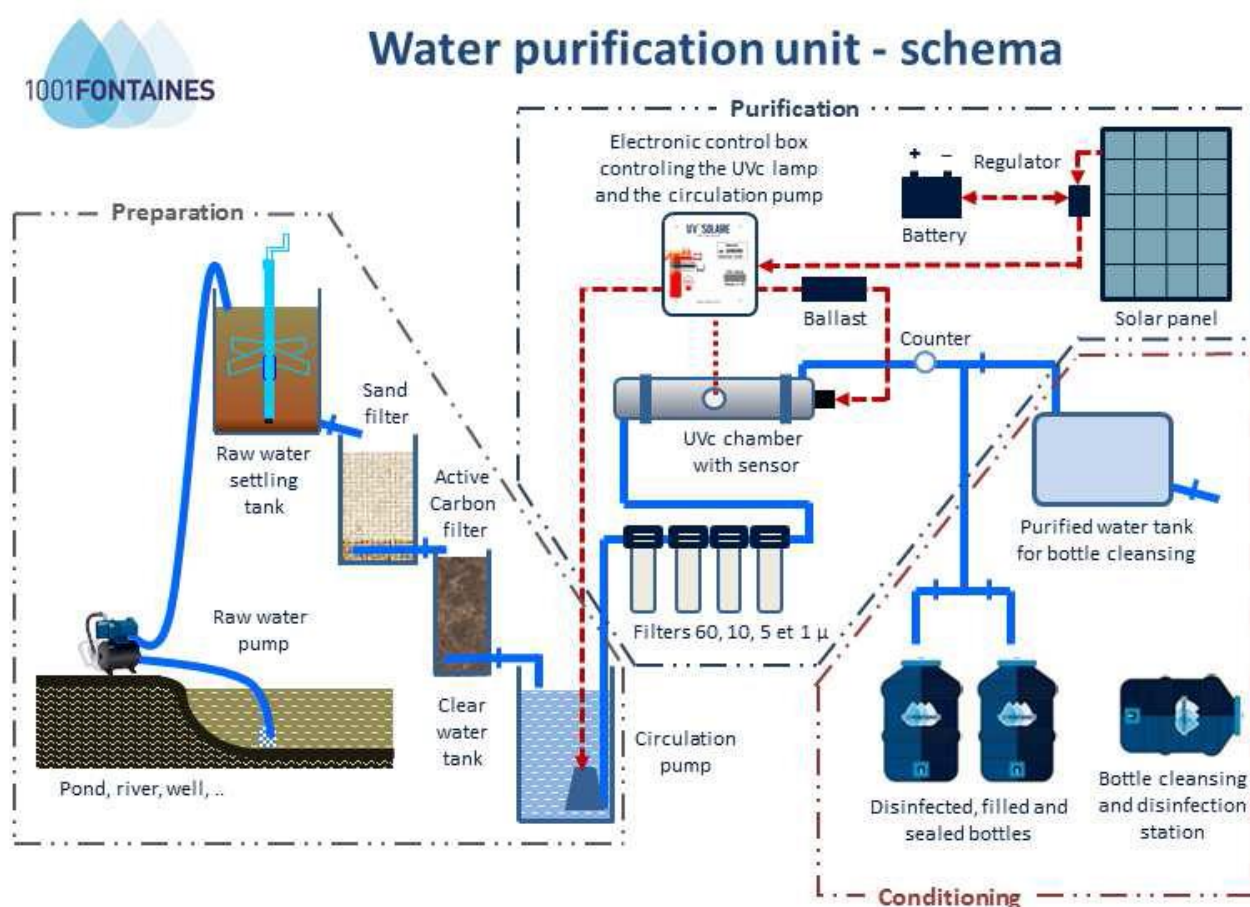 1001FONTAINES
Water purification unit - schema
Purification
Electronic control box
controling the UVc lamp
and the circulation pump
+ –
Regulator
Battery
UV SOLAIRE
Ballast
Solar panel
Counter
Preparation
Sand
filter
Raw water
settling
tank
Active
Carbon
filter
UVc chamber
with sensor
Purified water tank
for bottle cleansing
Raw water
pump
Filters 60, 10, 5 et 1 µ
Clear
water
tank
Circulation
pump
Pond, river, well, ..
Disinfected, filled and
sealed bottles
Bottle cleansing
and disinfection
station
Conditioning